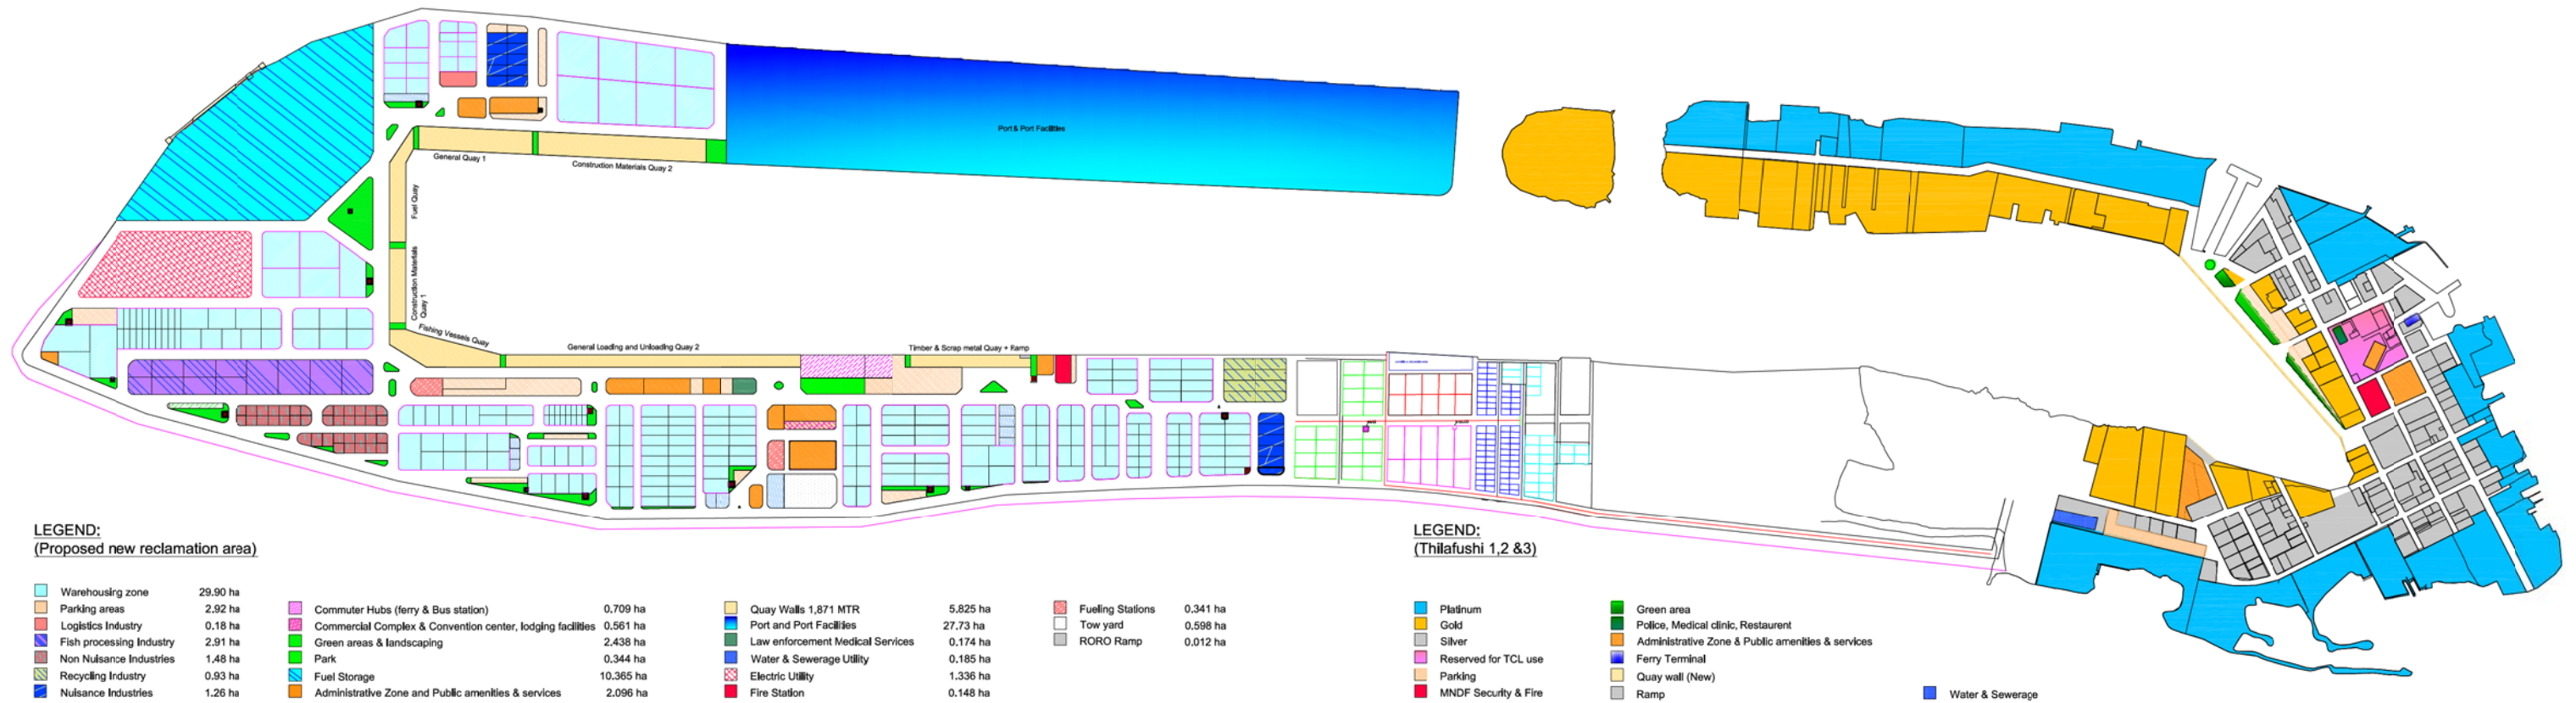 Port & Port Facilities
General Quay 1
Construction Materials Quay 2
Fuel Quay
Construction Materials
Quay 1
Fishing Vessels Quay
General Loading and Unloading Quay 2
Timber & Scrap metal Quay + Ramp
LEGEND:
(Proposed new reclamation area)
Warehousing zone 29.90 ha
Parking areas 2.92 ha
Logistics Industry 0,18 ha
Fish processing Industry 2.91 ha
Non Nuisance Industries 1,48 ha
Recycling Industry 0.93 ha
Nuisance Industries 1.26 ha
Commuter Hubs (ferry & Bus station) 0.709 ha
Commercial Complex & Convention center, lodging facilities 0.561 ha
Green areas & landscaping 2.438 ha
Park 0.344 ha
Fuel Storage 10.365 ha
Administrative Zone and Public amenities & services 2.096 ha
Quay Walls 1,871 MTR 5.825 ha
Port and Port Facilities 27.73 ha
Law enforcement Medical Services 0.174 ha
Water & Sewerage Utility 0.185 ha
Electric Utility 1.336 ha
Fire Station 0.148 ha
Fueling Stations 0.341 ha
Tow yard 0.598 ha
RORO Ramp 0.012 ha
LEGEND:
(Thilafushi 1,2 &3)
Platinum
Gold
Silver
Reserved for TCL use
Parking
MNDF Security & Fire
Green area
Police, Medical clinic, Restaurent
Administrative Zone & Public amenities & services
Ferry Terminal
Quay wall (New)
Ramp
Water & Sewerage